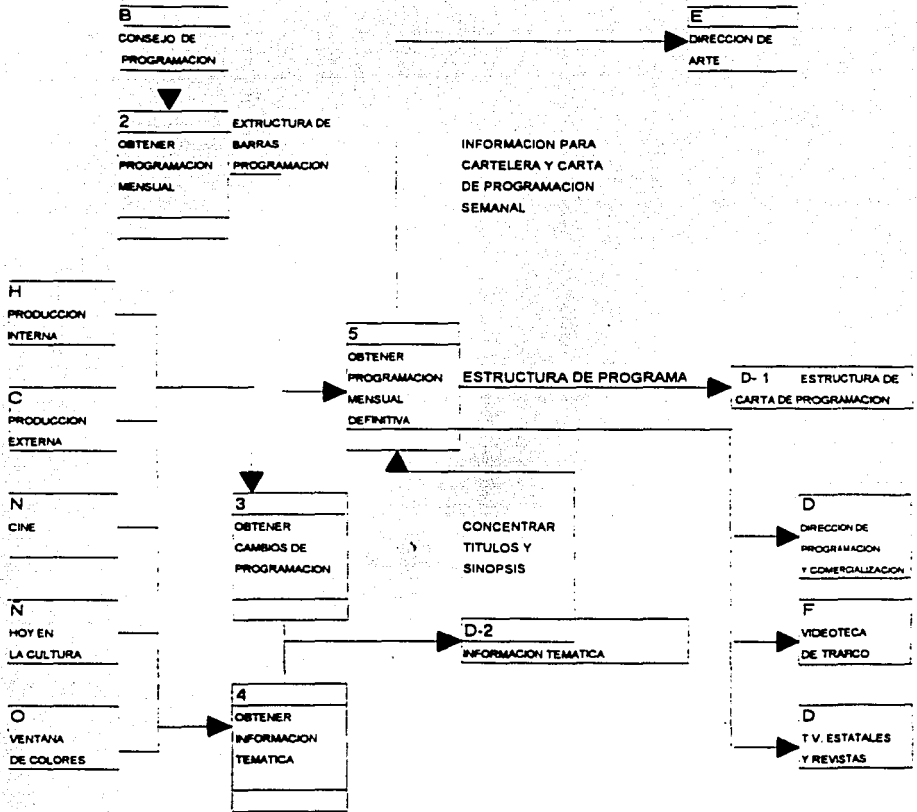 B
CONSEJO DE
PROGRAMACION
E
DIRECCION DE
ARTE
2
OBTENER
PROGRAMACION
MENSUAL
EXTRUCTURA DE
BARRAS
PROGRAMACION
INFORMACION PARA
CARTELERA Y CARTA
DE PROGRAMACION
SEMANAL
H
PRODUCCION
INTERNA
C
PRODUCCION
EXTERNA
N
CINE
Ñ
HOY EN
LA CULTURA
O
VENTANA
DE COLORES
5
OBTENER
PROGRAMACION
MENSUAL
DEFINITIVA
ESTRUCTURA DE PROGRAMA
D- 1 ESTRUCTURA DE
CARTA DE PROGRAMACION
3
OBTENER
CAMBIOS DE
PROGRAMACION
CONCENTRAR
TITULOS Y
SINOPSIS
D-2
INFORMACION TEMATICA
4
OBTENER
INFORMACION
TEMATICA
D
DIRECCION DE
PROGRAMACION
Y COMERCIALIZACION
F
VIDEOTECA
DE TRAFICO
D
T V. ESTATALES
Y REVISTAS